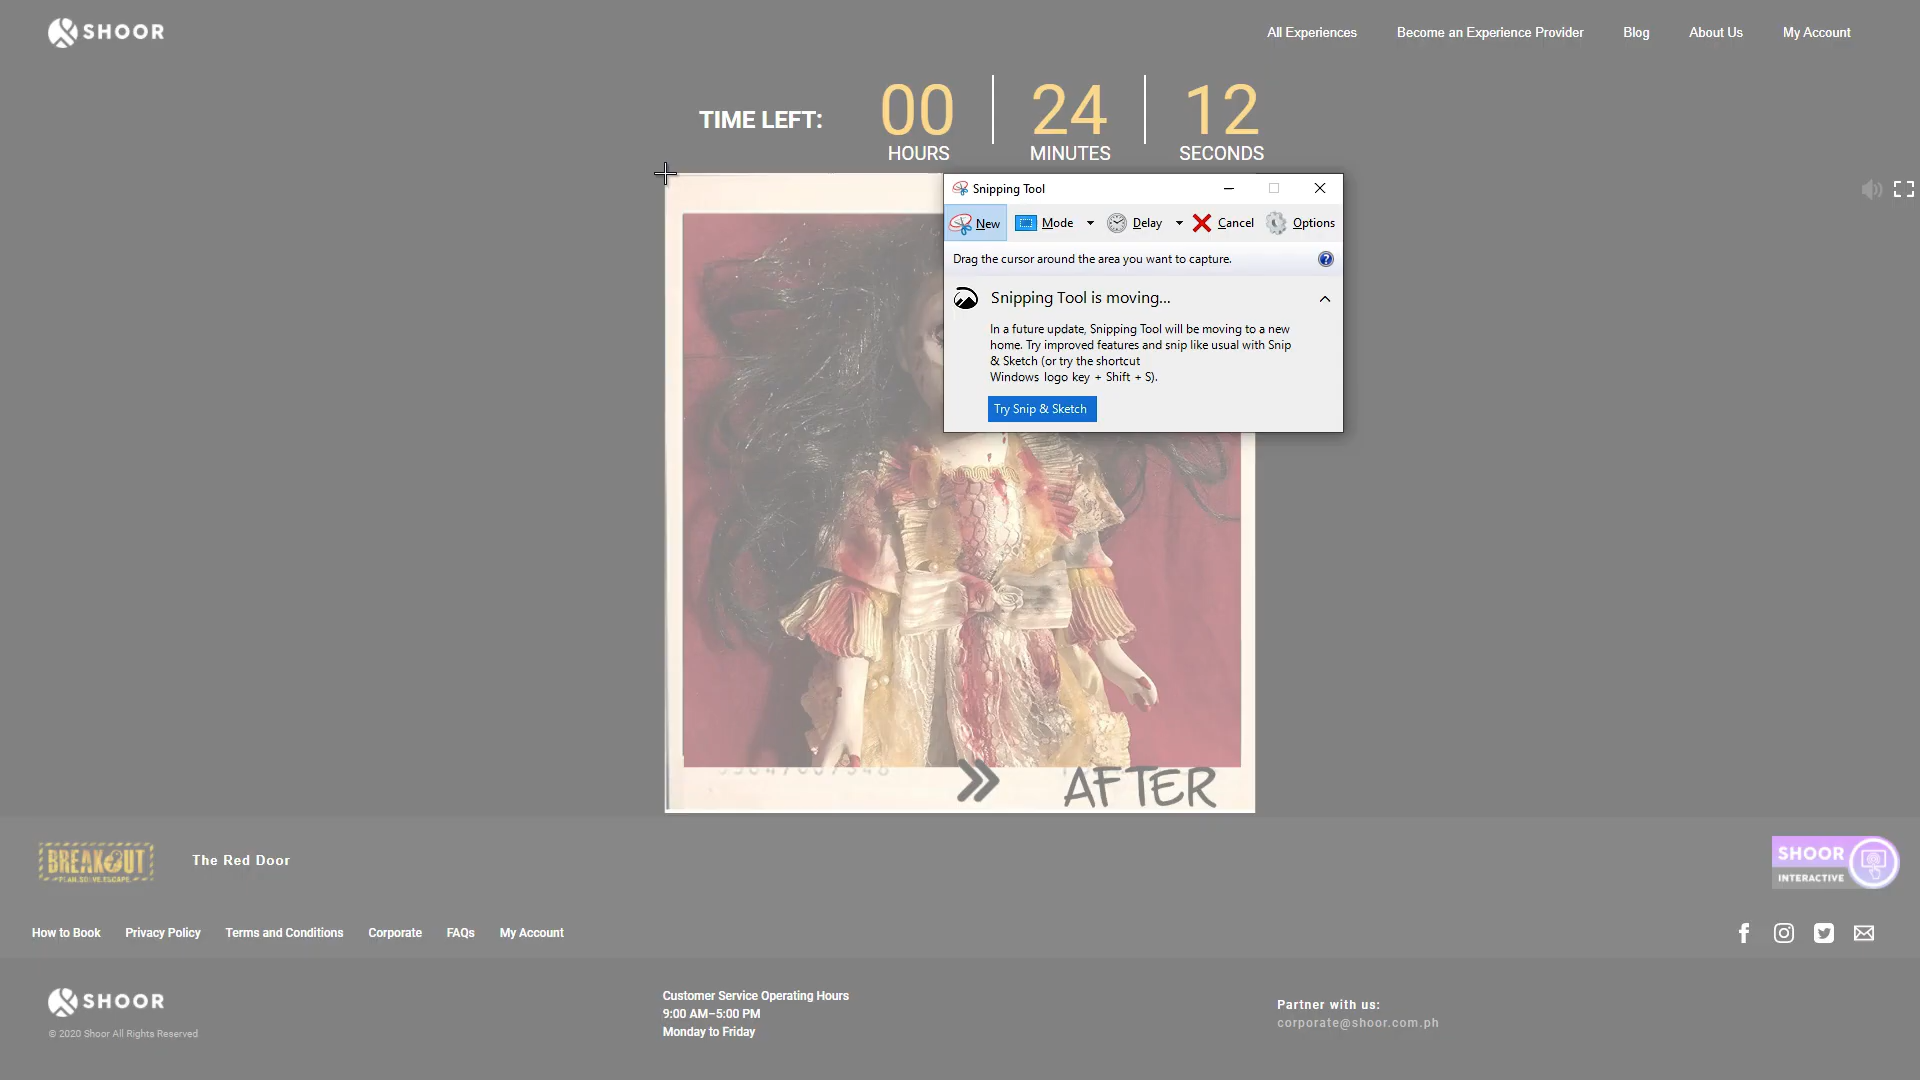 SHOOR
All Experiences
Become an Experience Provider
Blog
About Us
My Account
TIME LEFT:
00
HOURS
24
MINUTES
12
SECONDS
Snipping Tool
New
Mode
Delay
Cancel
Options
Drag the cursor around the area you want to capture.
Snipping Tool is moving...
In a future update, Snipping Tool will be moving to a new
home. Try improved features and snip like usual with Snip
& Sketch (or try the shortcut
Windows logo key + Shift + S).
Try Snip & Sketch
AFTER
BREAKOUT
PLAN.SOLVE.ESCAPE
The Red Door
SHOOR
INTERACTIVE
How to Book
Privacy Policy
Terms and Conditions
Corporate
FAQs
My Account
SHOOR
© 2020 Shoor All Rights Reserved
Customer Service Operating Hours
9:00 AM–5:00 PM
Monday to Friday
Partner with us:
corporate@shoor.com.ph